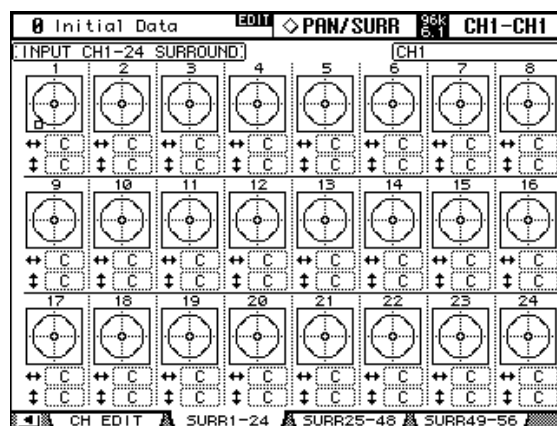 0 Initial Data EDIT ◇PAN/SURR 96k 6.1 CH1-CH1
INPUT CH1-24 SURROUND CH1
1 2 3 4 5 6 7 8
↔ C ↔ C ↔ C ↔ C ↔ C ↔ C ↔ C ↔ C
↕ C ↕ C ↕ C ↕ C ↕ C ↕ C ↕ C ↕ C
9 10 11 12 13 14 15 16
↔ C ↔ C ↔ C ↔ C ↔ C ↔ C ↔ C ↔ C
↕ C ↕ C ↕ C ↕ C ↕ C ↕ C ↕ C ↕ C
17 18 19 20 21 22 23 24
↔ C ↔ C ↔ C ↔ C ↔ C ↔ C ↔ C ↔ C
↕ C ↕ C ↕ C ↕ C ↕ C ↕ C ↕ C ↕ C
◀ CH EDIT SURR1-24 SURR25-48 SURR49-56